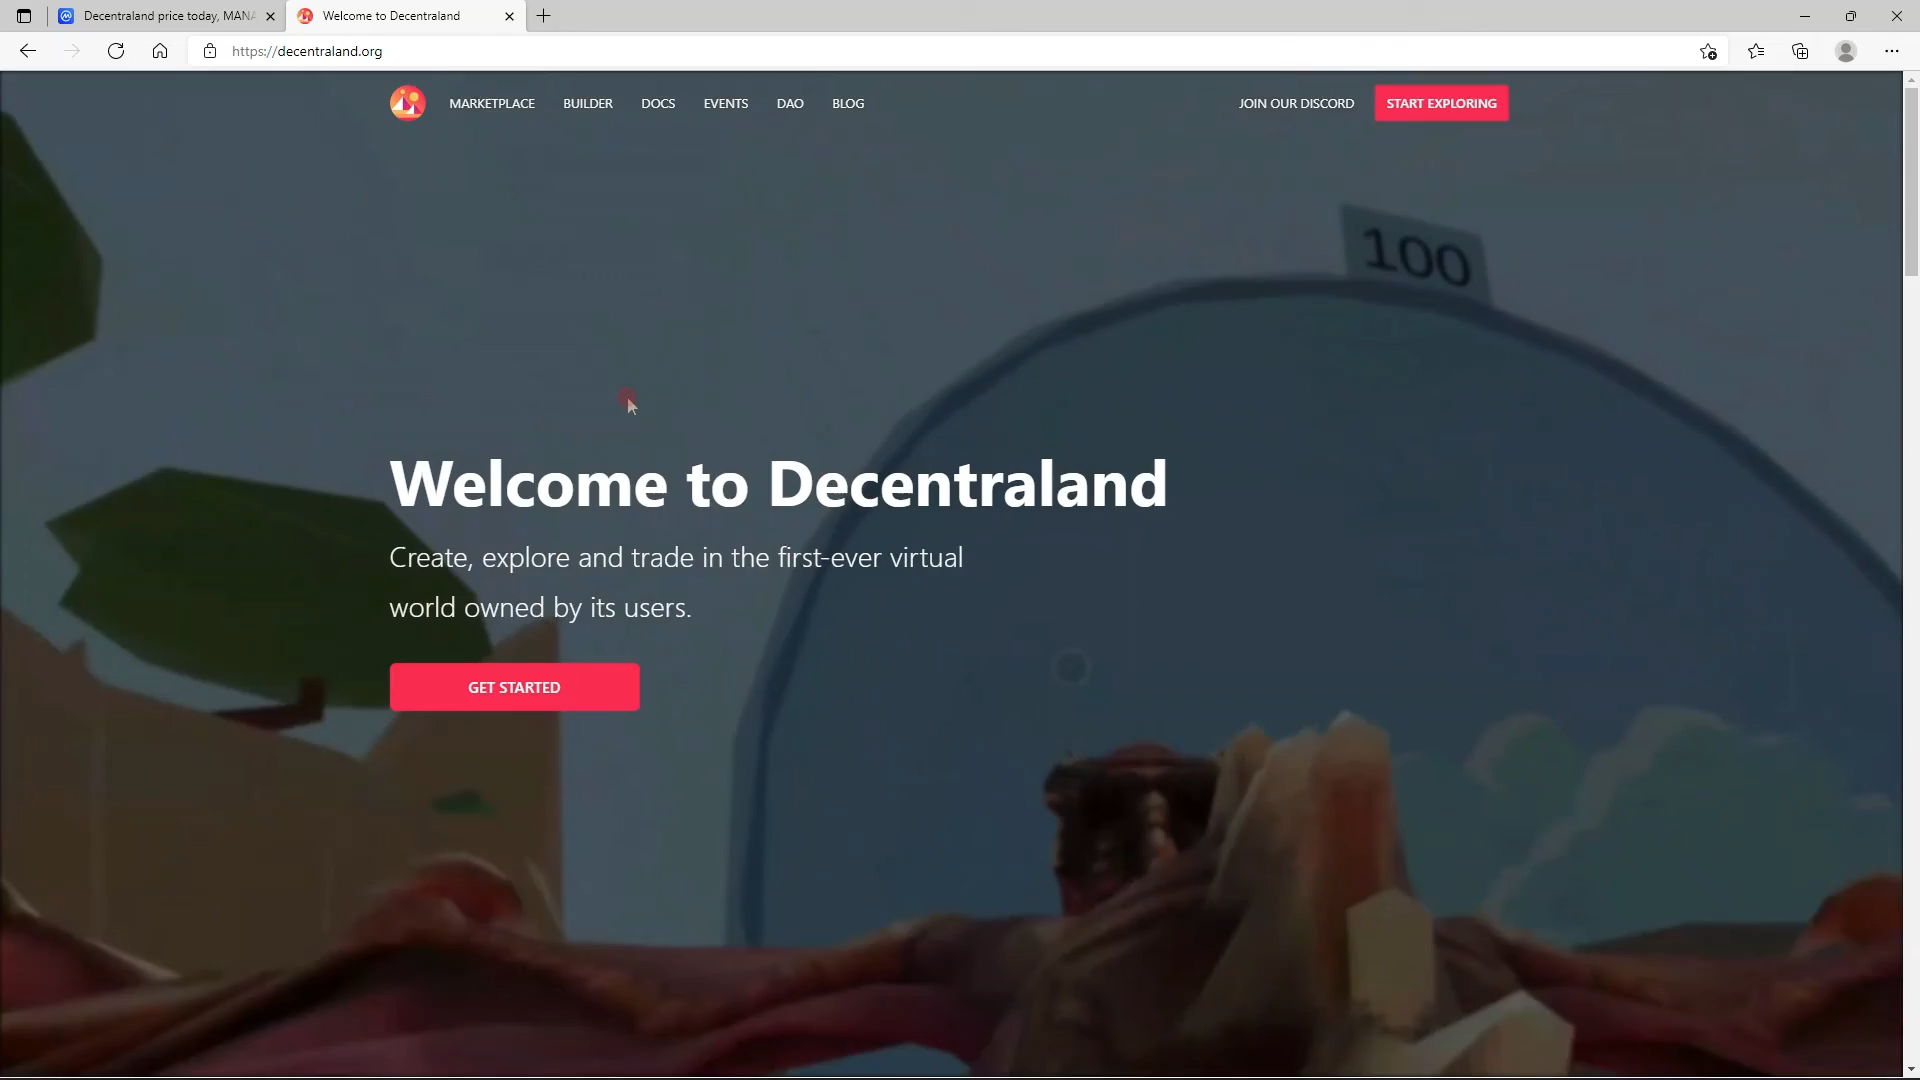 Decentraland price today, MANA
Welcome to Decentraland
https://decentraland.org
MARKETPLACE BUILDER DOCS EVENTS DAO BLOG JOIN OUR DISCORD START EXPLORING
100
Welcome to Decentraland
Create, explore and trade in the first-ever virtual
world owned by its users.
GET STARTED